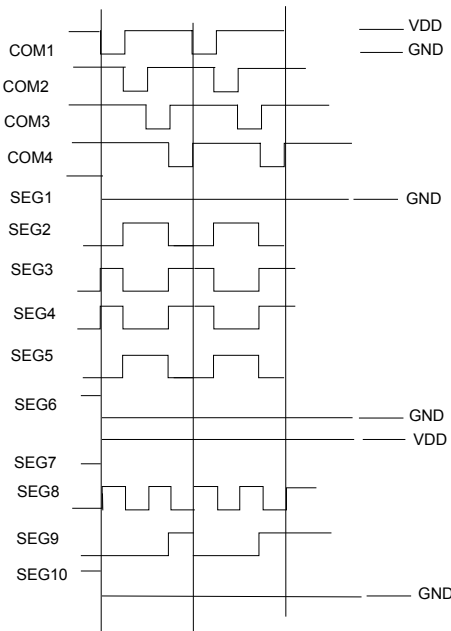 VDD
COM1
GND
COM2
COM3
COM4
SEG1
GND
SEG2
SEG3
SEG4
SEG5
SEG6
GND
VDD
SEG7
SEG8
SEG9
SEG10
GND